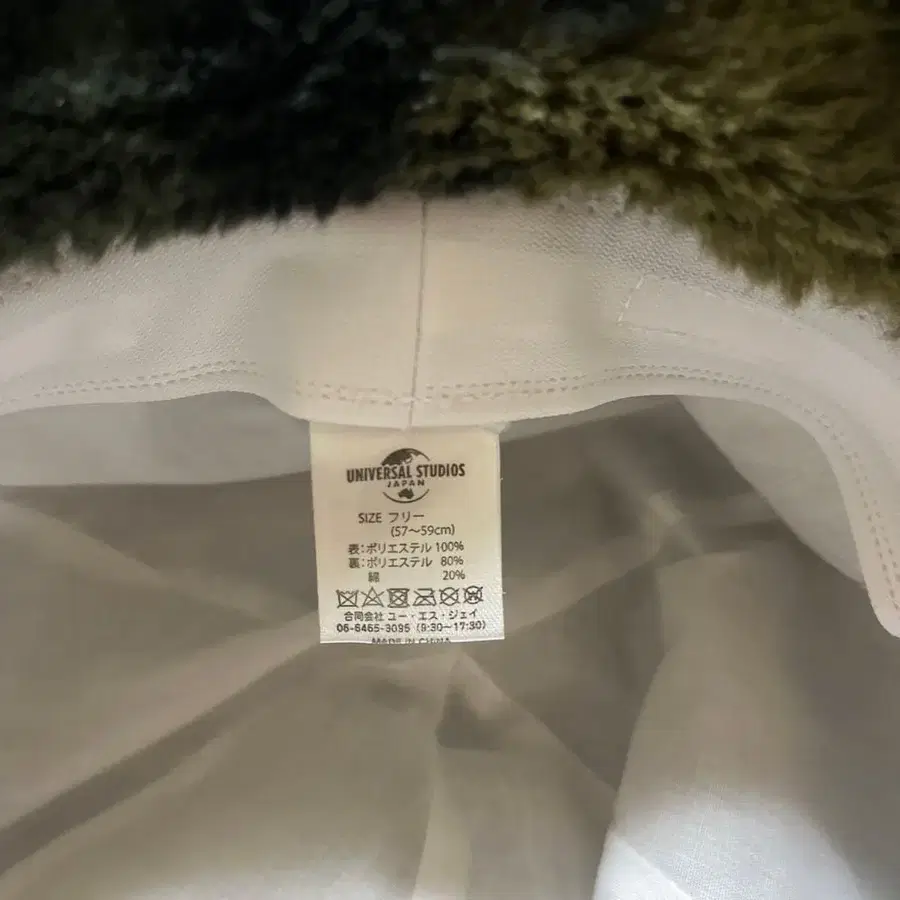 UNIVERSAL STUDIOS
JAPAN
SIZE フリー
(57～59cm)
表:ポリエステル 100%
裏:ポリエステル 80%
綿 20%
合同会社 ユー・エス・ジェイ
06-6465-3095 (9:30～17:30)
MADE IN CHINA